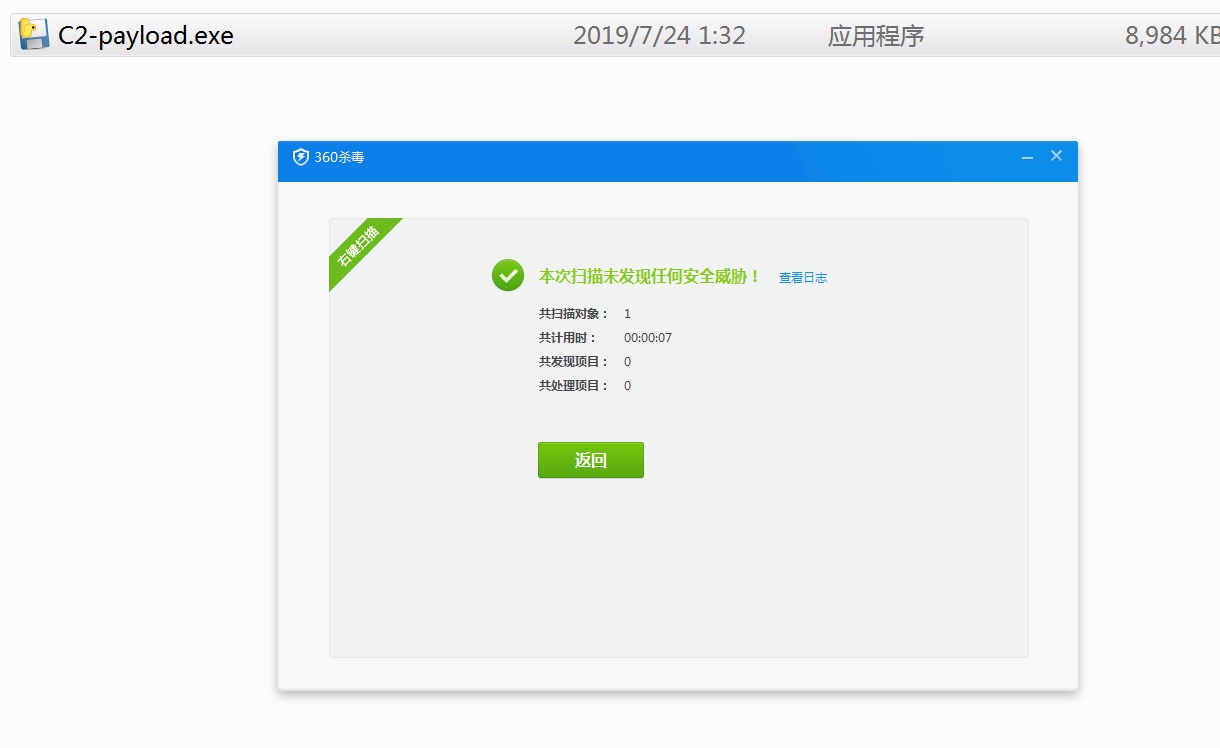 C2-payload.exe 2019/7/24 1:32 应用程序 8,984 KB
360杀毒
右键扫描
本次扫描未发现任何安全威胁！ 查看日志
共扫描对象： 1
共计用时： 00:00:07
共发现项目： 0
共处理项目： 0
返回